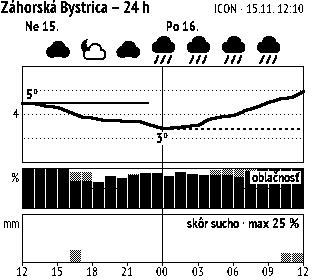 Záhorská Bystrica – 24 h
ICON · 15.11. 12:10
Ne 15.
Po 16.
5°
4
3°
%
oblačnosť
mm
skôr sucho · max 25 %
12 15 18 21 00 03 06 09 12